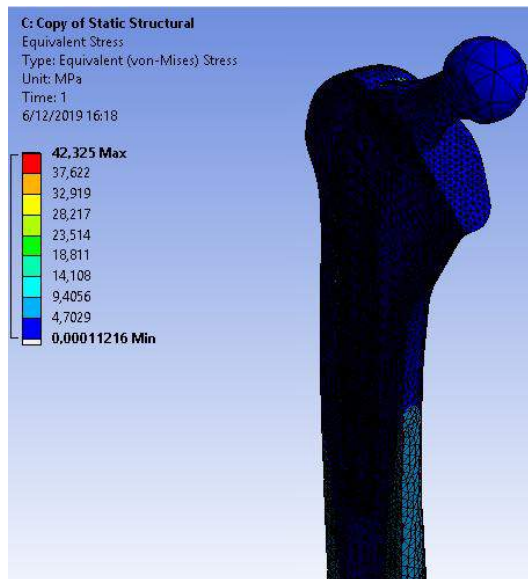 C: Copy of Static Structural
Equivalent Stress
Type: Equivalent (von-Mises) Stress
Unit: MPa
Time: 1
6/12/2019 16:18
42,325 Max
37,622
32,919
28,217
23,514
18,811
14,108
9,4056
4,7029
0,00011216 Min